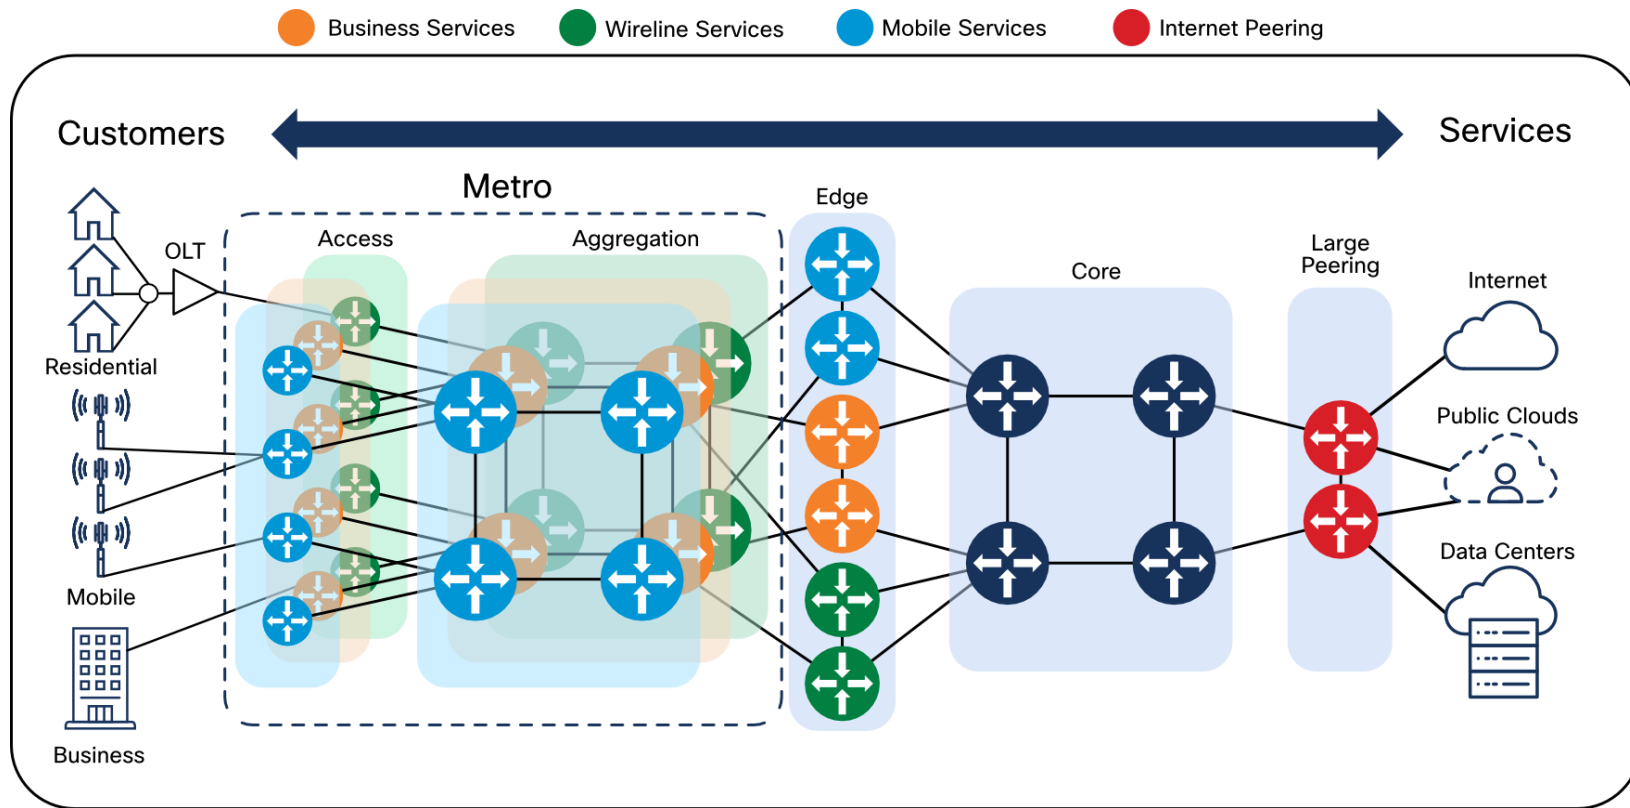 Business Services
Wireline Services
Mobile Services
Internet Peering
Customers
Services
Metro
Edge
OLT
Access
Aggregation
Core
Large
Peering
Internet
Residential
Public Clouds
Data Centers
Mobile
Business